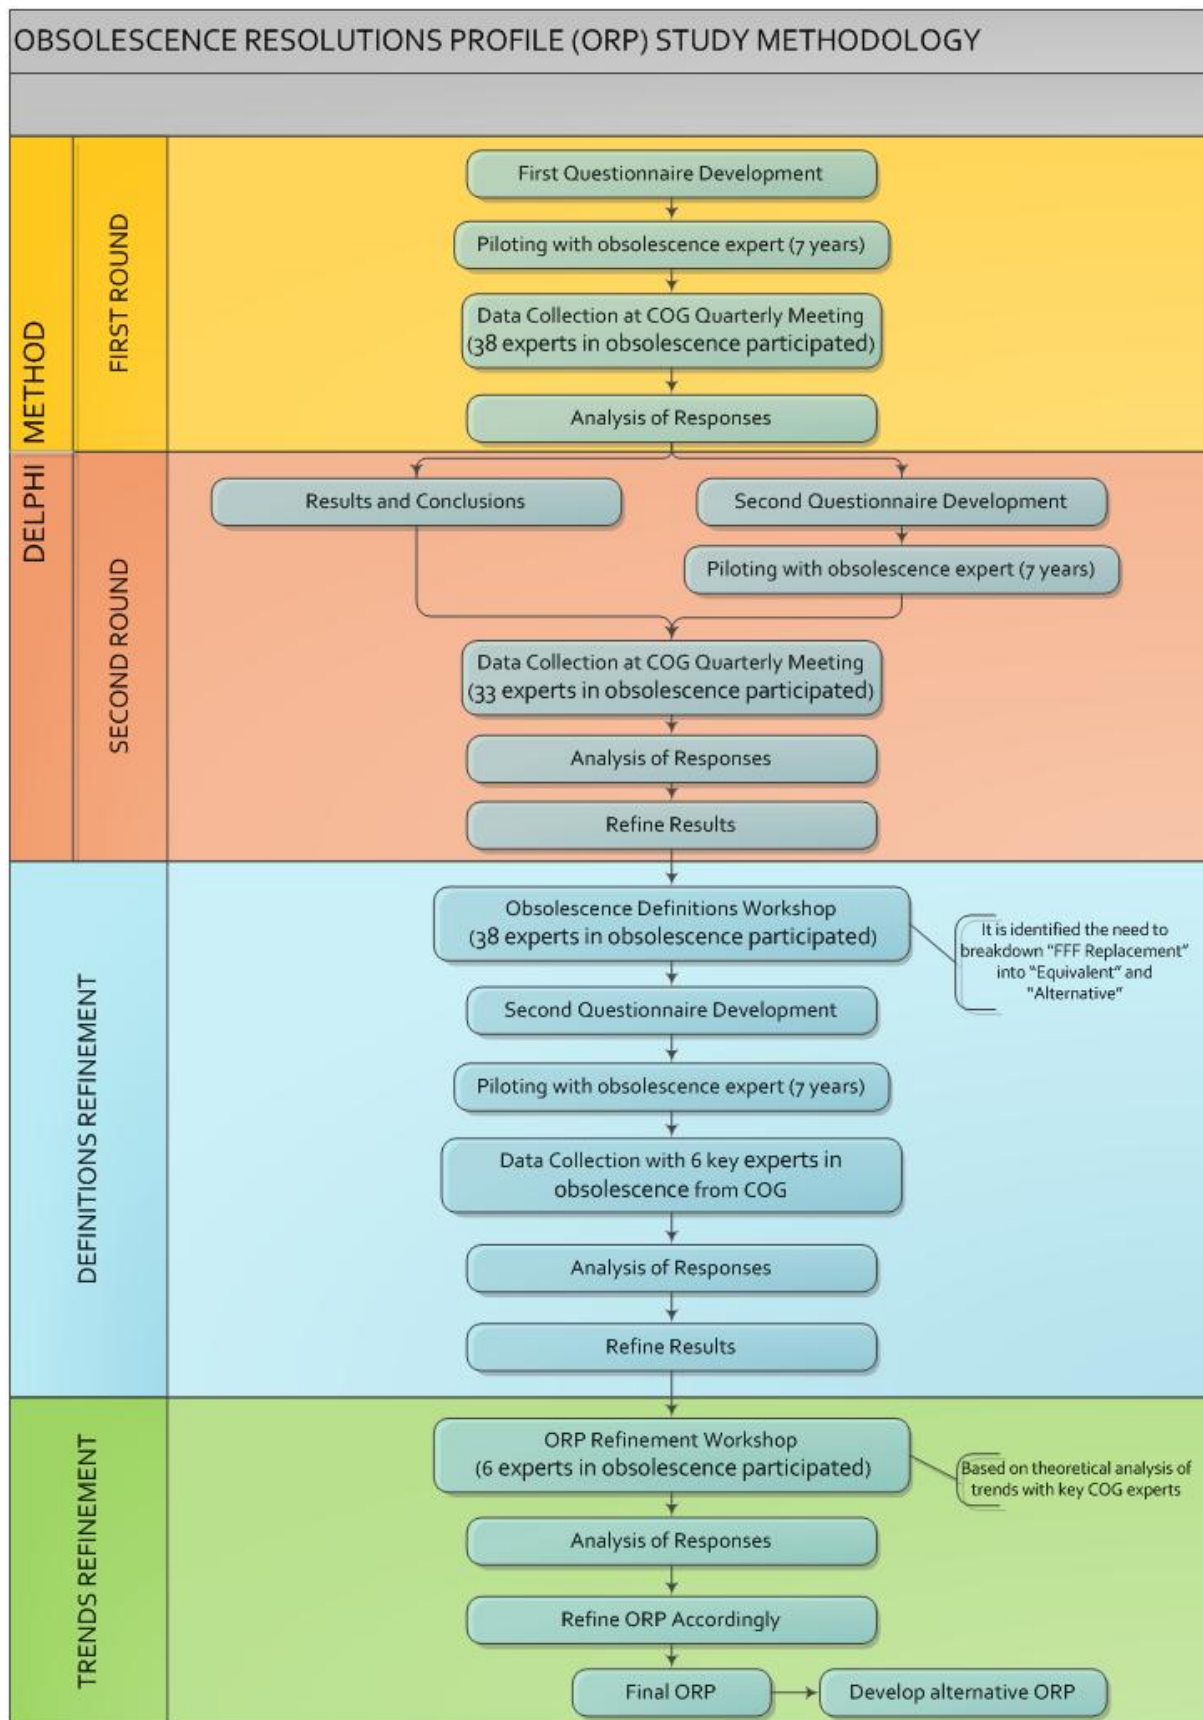 OBSOLESCENCE RESOLUTIONS PROFILE (ORP) STUDY METHODOLOGY
DELPHI METHOD
FIRST ROUND
First Questionnaire Development
Piloting with obsolescence expert (7 years)
Data Collection at COG Quarterly Meeting
(38 experts in obsolescence participated)
Analysis of Responses
SECOND ROUND
Results and Conclusions
Second Questionnaire Development
Piloting with obsolescence expert (7 years)
Data Collection at COG Quarterly Meeting
(33 experts in obsolescence participated)
Analysis of Responses
Refine Results
DEFINITIONS REFINEMENT
Obsolescence Definitions Workshop
(38 experts in obsolescence participated)
It is identified the need to
breakdown "FFF Replacement"
into "Equivalent" and
"Alternative"
Second Questionnaire Development
Piloting with obsolescence expert (7 years)
Data Collection with 6 key experts in
obsolescence from COG
Analysis of Responses
Refine Results
TRENDS REFINEMENT
ORP Refinement Workshop
(6 experts in obsolescence participated)
Based on theoretical analysis of
trends with key COG experts
Analysis of Responses
Refine ORP Accordingly
Final ORP
Develop alternative ORP